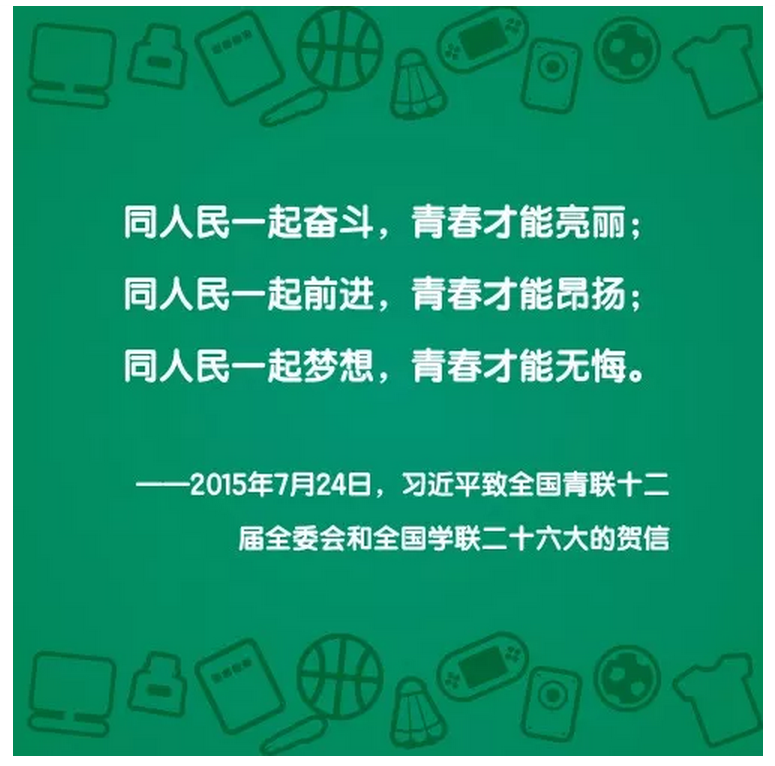 同人民一起奋斗，青春才能亮丽；
同人民一起前进，青春才能昂扬；
同人民一起梦想，青春才能无悔。
——2015年7月24日，习近平致全国青联十二
届全委会和全国学联二十六大的贺信